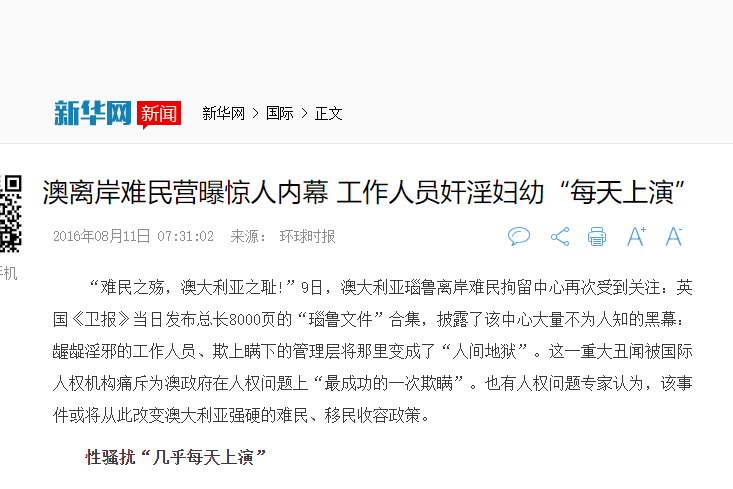 新华网 新闻 新华网 > 国际 > 正文
澳离岸难民营曝惊人内幕 工作人员奸淫妇幼“每天上演”
2016年08月11日 07:31:02 来源： 环球时报 A+ A-
手机
“难民之殇，澳大利亚之耻！”9日，澳大利亚瑙鲁离岸难民拘留中心再次受到关注：英
国《卫报》当日发布总长8000页的“瑙鲁文件”合集，披露了该中心大量不为人知的黑幕：
龌龊淫邪的工作人员、欺上瞒下的管理层将那里变成了“人间地狱”。这一重大丑闻被国际
人权机构痛斥为澳政府在人权问题上“最成功的一次欺瞒”。也有人权问题专家认为，该事
件或将从此改变澳大利亚强硬的难民、移民收容政策。
性骚扰“几乎每天上演”